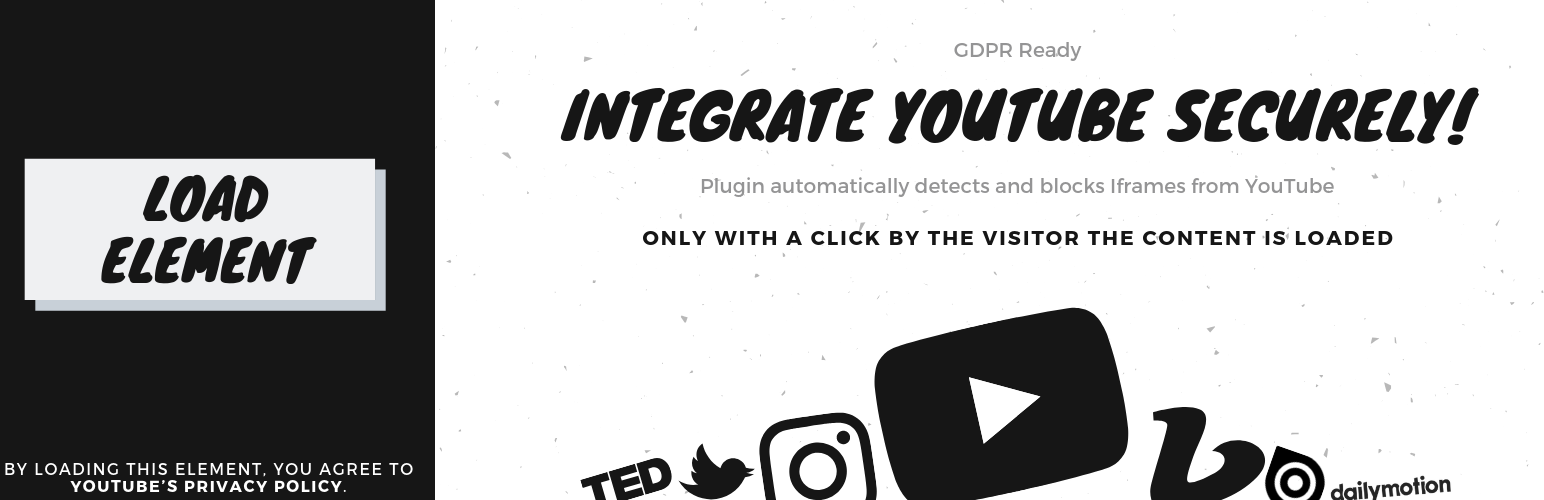 LOAD
ELEMENT
BY LOADING THIS ELEMENT, YOU AGREE TO
YOUTUBE'S PRIVACY POLICY.
GDPR Ready
INTEGRATE YOUTUBE SECURELY!
Plugin automatically detects and blocks Iframes from YouTube
ONLY WITH A CLICK BY THE VISITOR THE CONTENT IS LOADED
TED
dailymotion